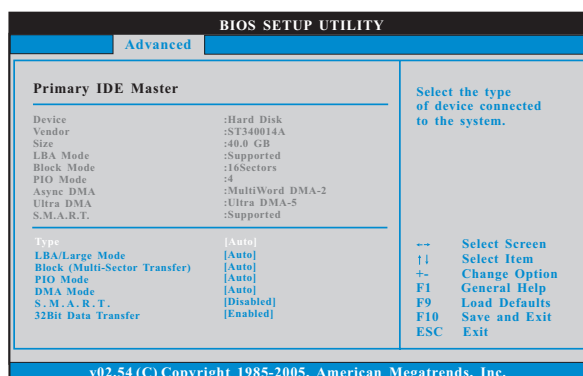 BIOS SETUP UTILITY
Advanced
Primary IDE Master
Device :Hard Disk
Vendor :ST340014A
Size :40.0 GB
LBA Mode :Supported
Block Mode :16Sectors
PIO Mode :4
Async DMA :MultiWord DMA-2
Ultra DMA :Ultra DMA-5
S.M.A.R.T. :Supported
Type [Auto]
LBA/Large Mode [Auto]
Block (Multi-Sector Transfer) [Auto]
PIO Mode [Auto]
DMA Mode [Auto]
S.M.A.R.T. [Disabled]
32Bit Data Transfer [Enabled]
Select the type
of device connected
to the system.
←→ Select Screen
↑↓ Select Item
+- Change Option
F1 General Help
F9 Load Defaults
F10 Save and Exit
ESC Exit
v02.54 (C) Copyright 1985-2005, American Megatrends, Inc.